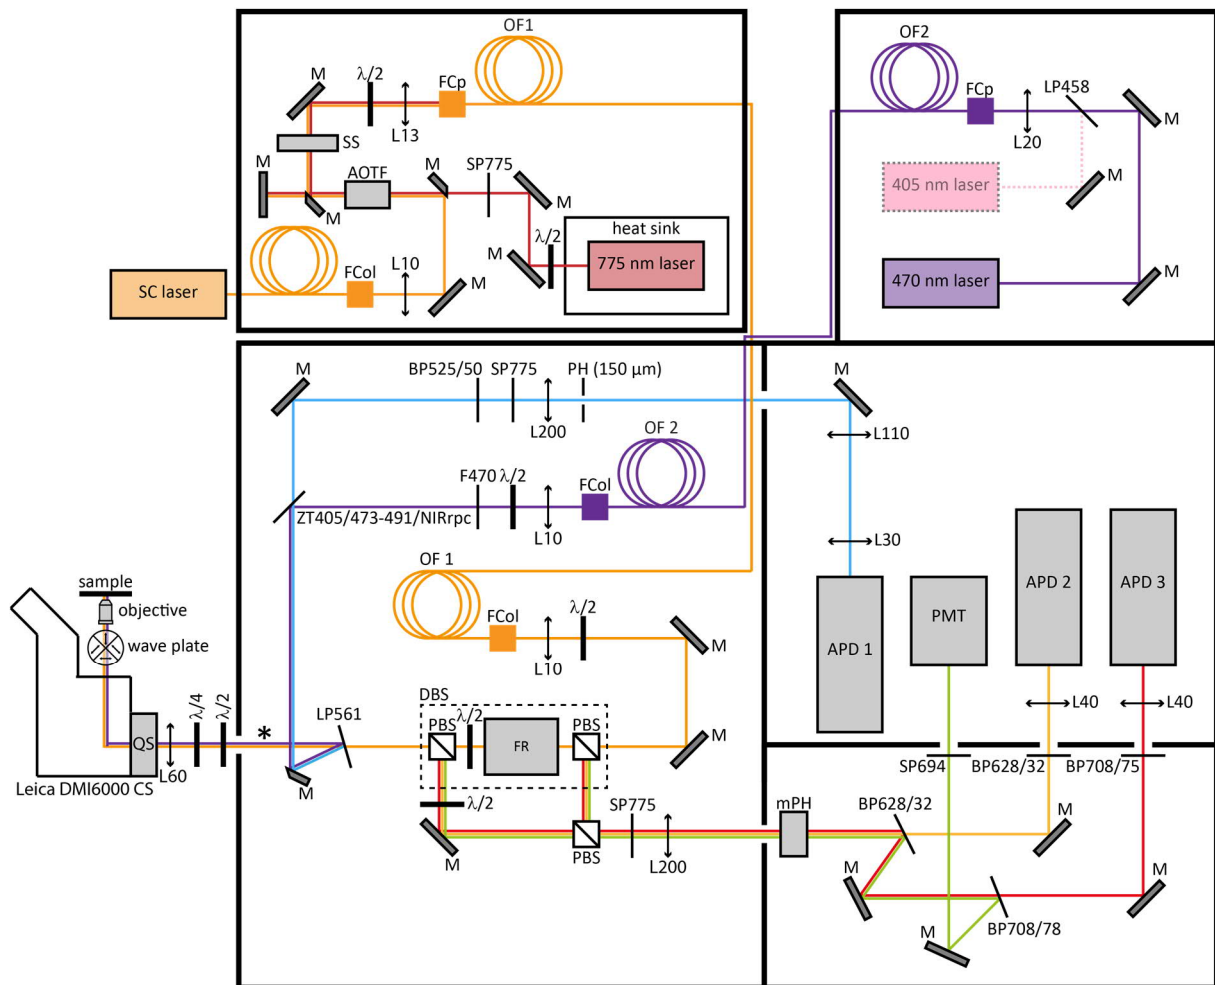 OF1
M
λ/2
FCp
L13
SS
M
AOTF
SP775
M
M
heat sink
λ/2
775 nm laser
M
FCol
L10
M
SC laser
OF2
FCp
LP458
M
L20
405 nm laser
M
470 nm laser
M
M
BP525/50
SP775
PH (150 μm)
L200
M
L110
OF 2
F470
λ/2
FCol
ZT405/473-491/NIRrpc
L10
L30
OF 1
FCol
λ/2
M
L10
APD 1
PMT
APD 2
APD 3
sample
objective
wave plate
λ/4
λ/2
*
LP561
DBS
PBS
λ/2
FR
PBS
M
L40
L40
QS
L60
Leica DMI6000 CS
M
λ/2
M
PBS
SP775
L200
mPH
SP694
BP628/32
BP708/75
BP628/32
M
M
M
BP708/78
M